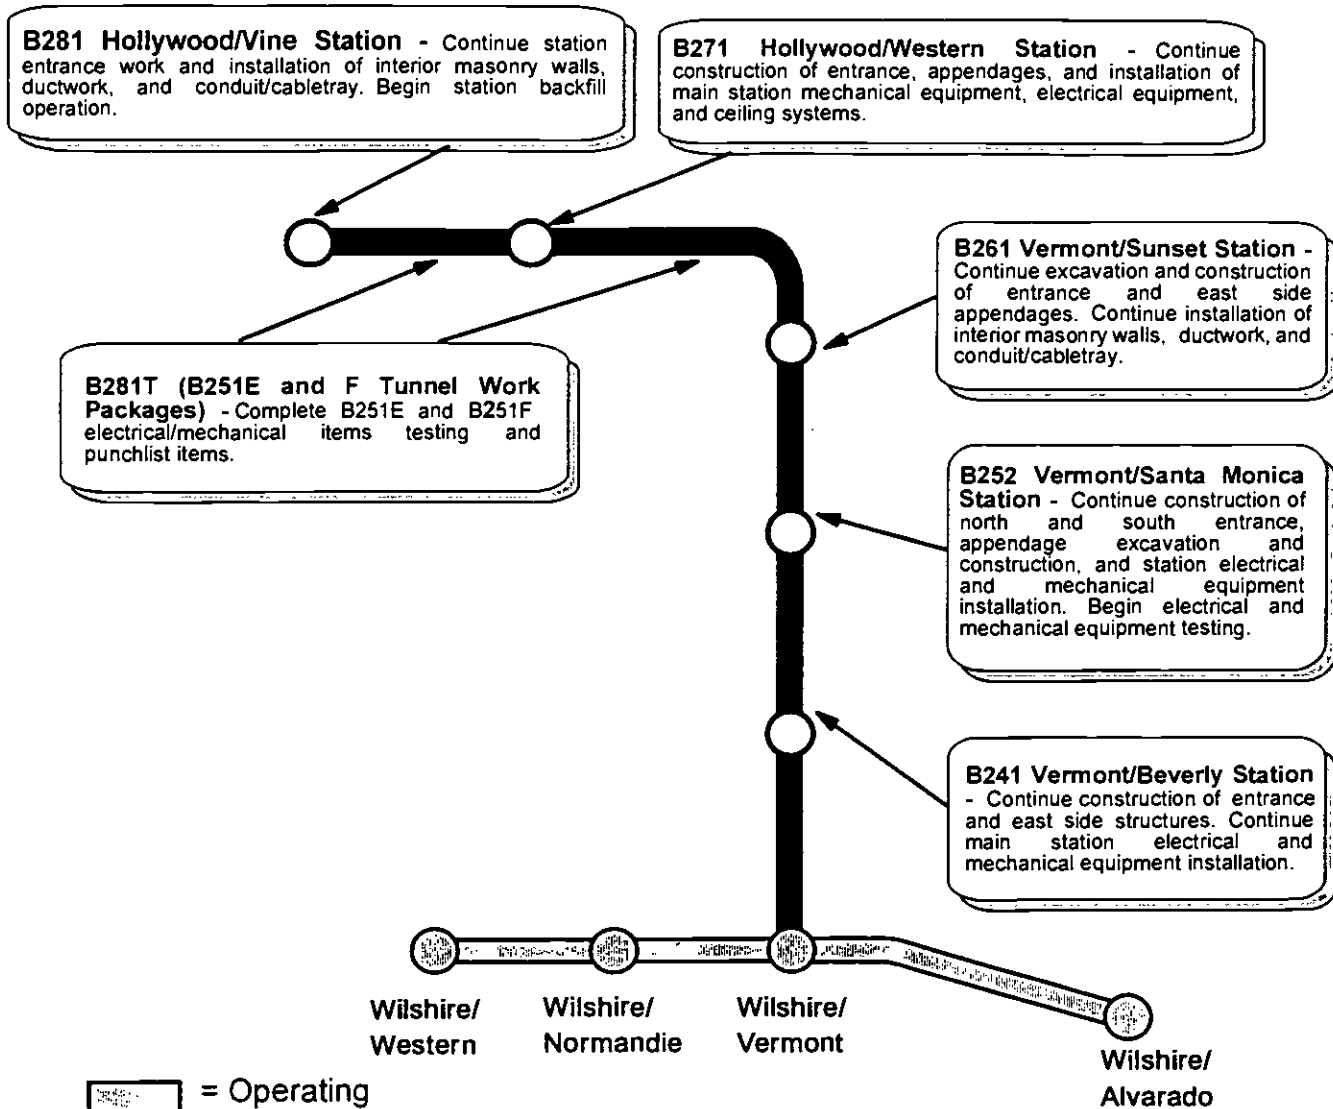 B281 Hollywood/Vine Station - Continue station
entrance work and installation of interior masonry walls,
ductwork, and conduit/cabletray. Begin station backfill
operation.
B271 Hollywood/Western Station - Continue
construction of entrance, appendages, and installation of
main station mechanical equipment, electrical equipment,
and ceiling systems.
B261 Vermont/Sunset Station -
Continue excavation and construction
of entrance and east side
appendages. Continue installation of
interior masonry walls, ductwork, and
conduit/cabletray.
B281T (B251E and F Tunnel Work
Packages) - Complete B251E and B251F
electrical/mechanical items testing and
punchlist items.
B252 Vermont/Santa Monica
Station - Continue construction of
north and south entrance,
appendage excavation and
construction, and station electrical
and mechanical equipment
installation. Begin electrical and
mechanical equipment testing.
B241 Vermont/Beverly Station
- Continue construction of entrance
and east side structures. Continue
main station electrical and
mechanical equipment installation.
Wilshire/
Western
Wilshire/
Normandie
Wilshire/
Vermont
Wilshire/
Alvarado
= Operating